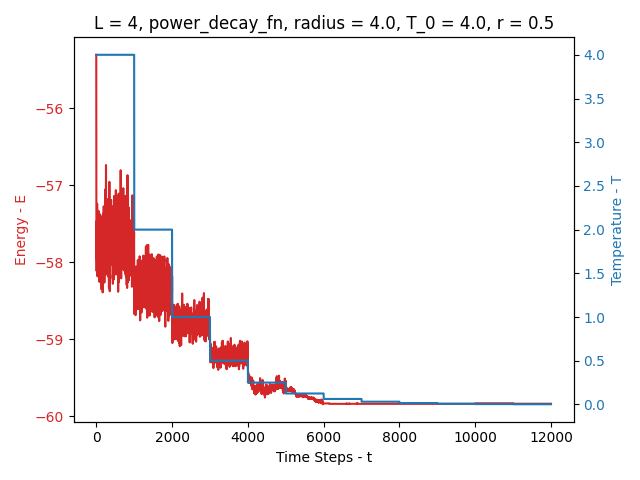 L = 4, power_decay_fn, radius = 4.0, T_0 = 4.0, r = 0.5
Energy - E
−56
−57
−58
−59
−60
4.0
3.5
3.0
2.5
2.0
1.5
1.0
0.5
0.0
Temperature - T
0 2000 4000 6000 8000 10000 12000
Time Steps - t